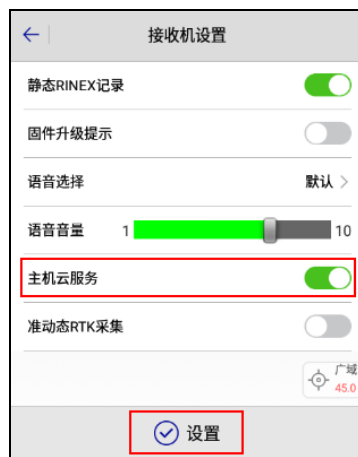 接收机设置
静态RINEX记录
固件升级提示
语音选择 默认
语音音量 1 10
主机云服务
准动态RTK采集
广域
45.0
设置